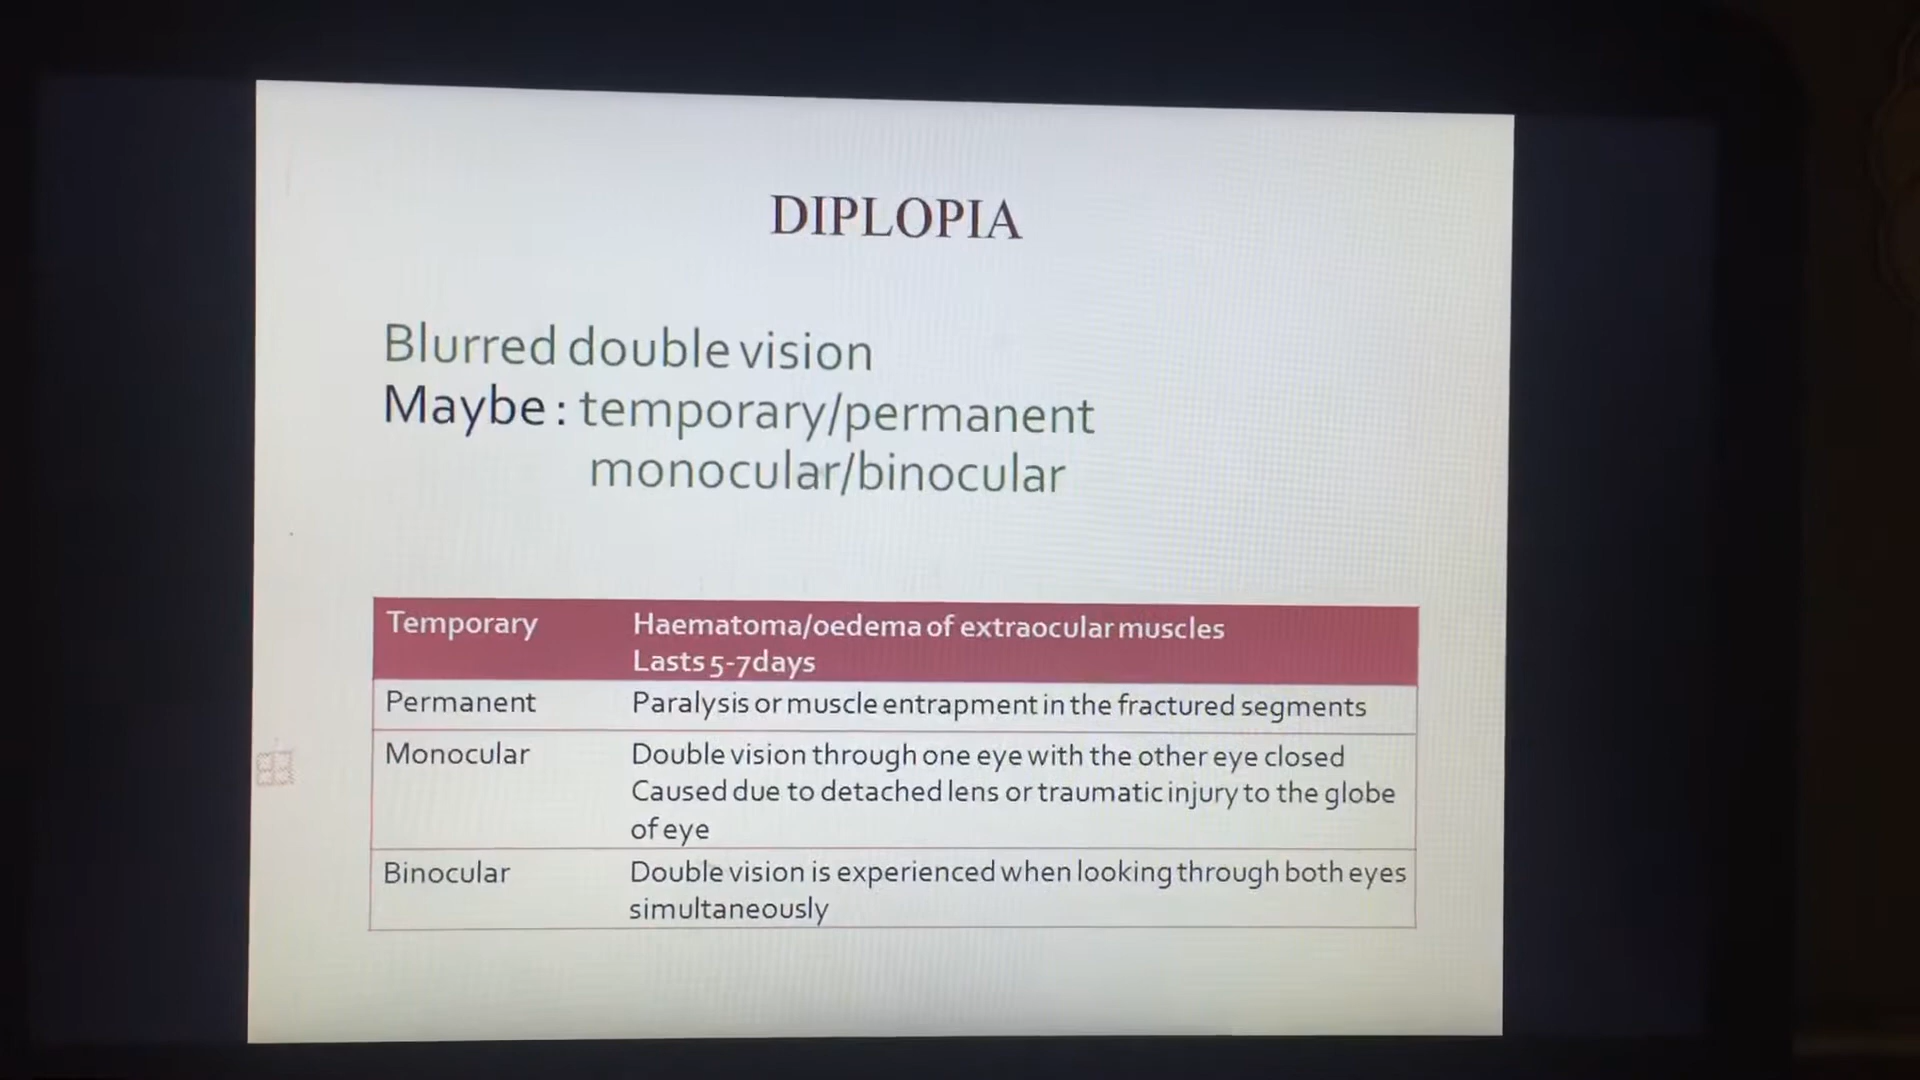 DIPLOPIA
Blurred double vision
Maybe : temporary/permanent
monocular/binocular
Temporary Haematoma/oedema of extraocular muscles
Lasts 5-7days
Permanent Paralysis or muscle entrapment in the fractured segments
Monocular Double vision through one eye with the other eye closed
Caused due to detached lens or traumatic injury to the globe
of eye
Binocular Double vision is experienced when looking through both eyes
simultaneously